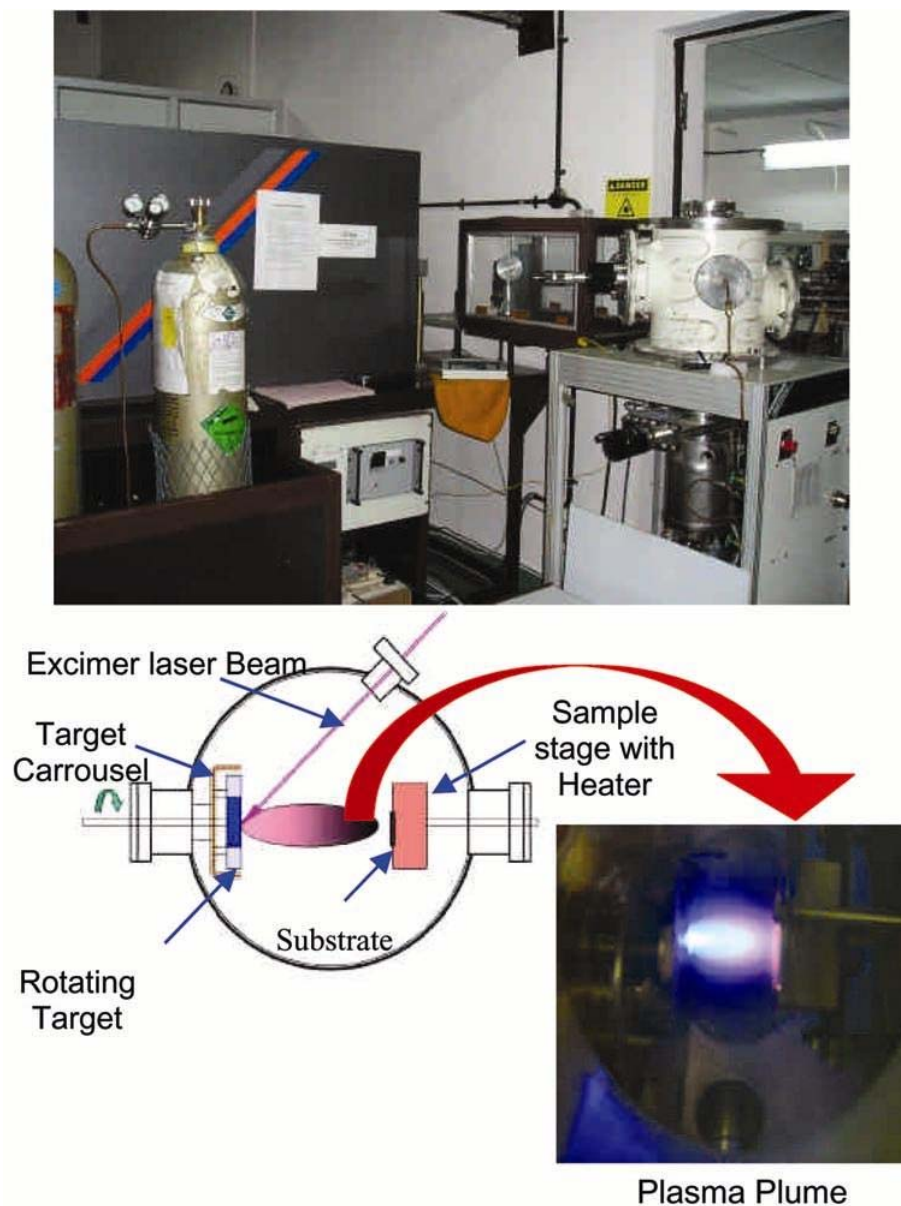 DANGER
Excimer laser Beam
Target
Carrousel
Sample
stage with
Heater
Substrate
Rotating
Target
Plasma Plume